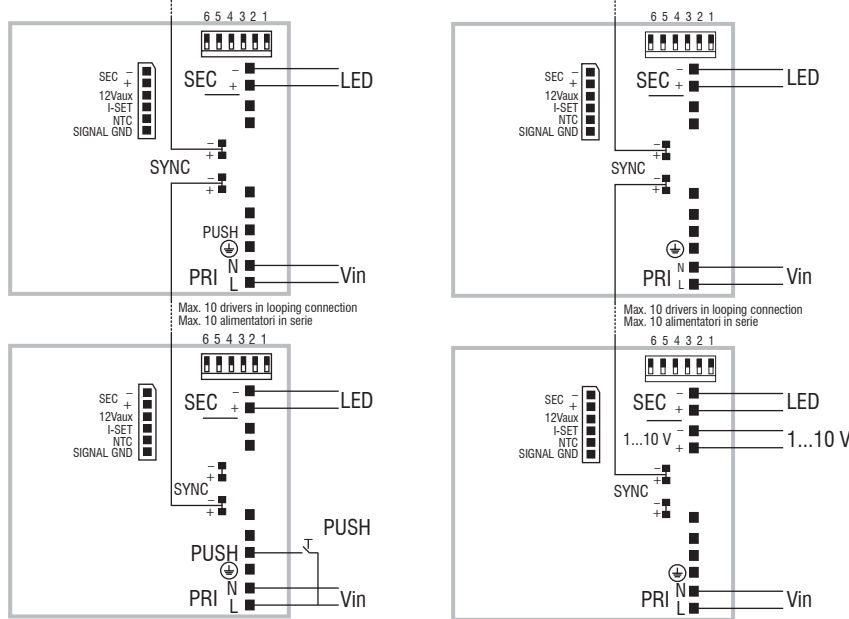 6 5 4 3 2 1
SEC -
+
12Vaux
I-SET
NTC
SIGNAL GND
SEC -
+
LED
SYNC
- +
- +
PUSH
N
PRI L
Vin
Max. 10 drivers in looping connection
Max. 10 alimentatori in serie
6 5 4 3 2 1
SEC -
+
12Vaux
I-SET
NTC
SIGNAL GND
SEC -
+
LED
- +
SYNC
- +
PUSH
PUSH
N
PRI L
Vin
6 5 4 3 2 1
SEC -
+
12Vaux
I-SET
NTC
SIGNAL GND
SEC -
+
LED
- +
SYNC
- +
N
PRI L
Vin
Max. 10 drivers in looping connection
Max. 10 alimentatori in serie
6 5 4 3 2 1
SEC -
+
12Vaux
I-SET
NTC
SIGNAL GND
SEC -
+
LED
1...10 V -
+
1...10 V
- +
SYNC
- +
N
PRI L
Vin